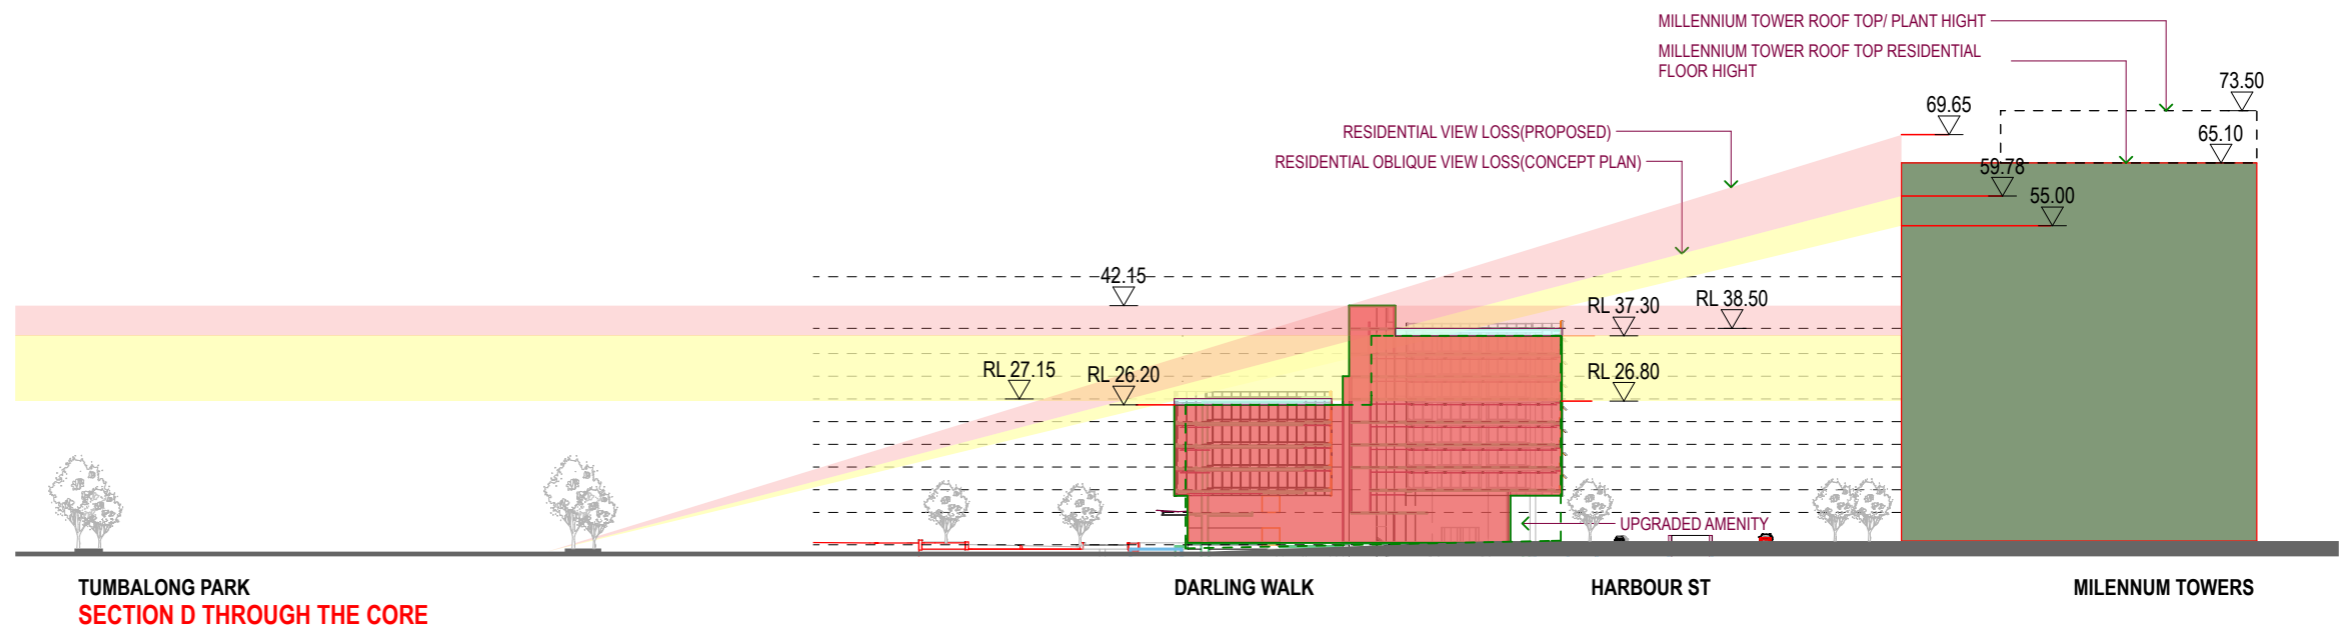 MILLENNIUM TOWER ROOF TOP/ PLANT HIGHT
MILLENNIUM TOWER ROOF TOP RESIDENTIAL
FLOOR HIGHT
73.50
69.65
RESIDENTIAL VIEW LOSS(PROPOSED)
65.10
RESIDENTIAL OBLIQUE VIEW LOSS(CONCEPT PLAN)
59.78
55.00
42.15
RL 37.30
RL 38.50
RL 27.15
RL 26.20
RL 26.80
UPGRADED AMENITY
TUMBALONG PARK
DARLING WALK
HARBOUR ST
MILENNUM TOWERS
SECTION D THROUGH THE CORE